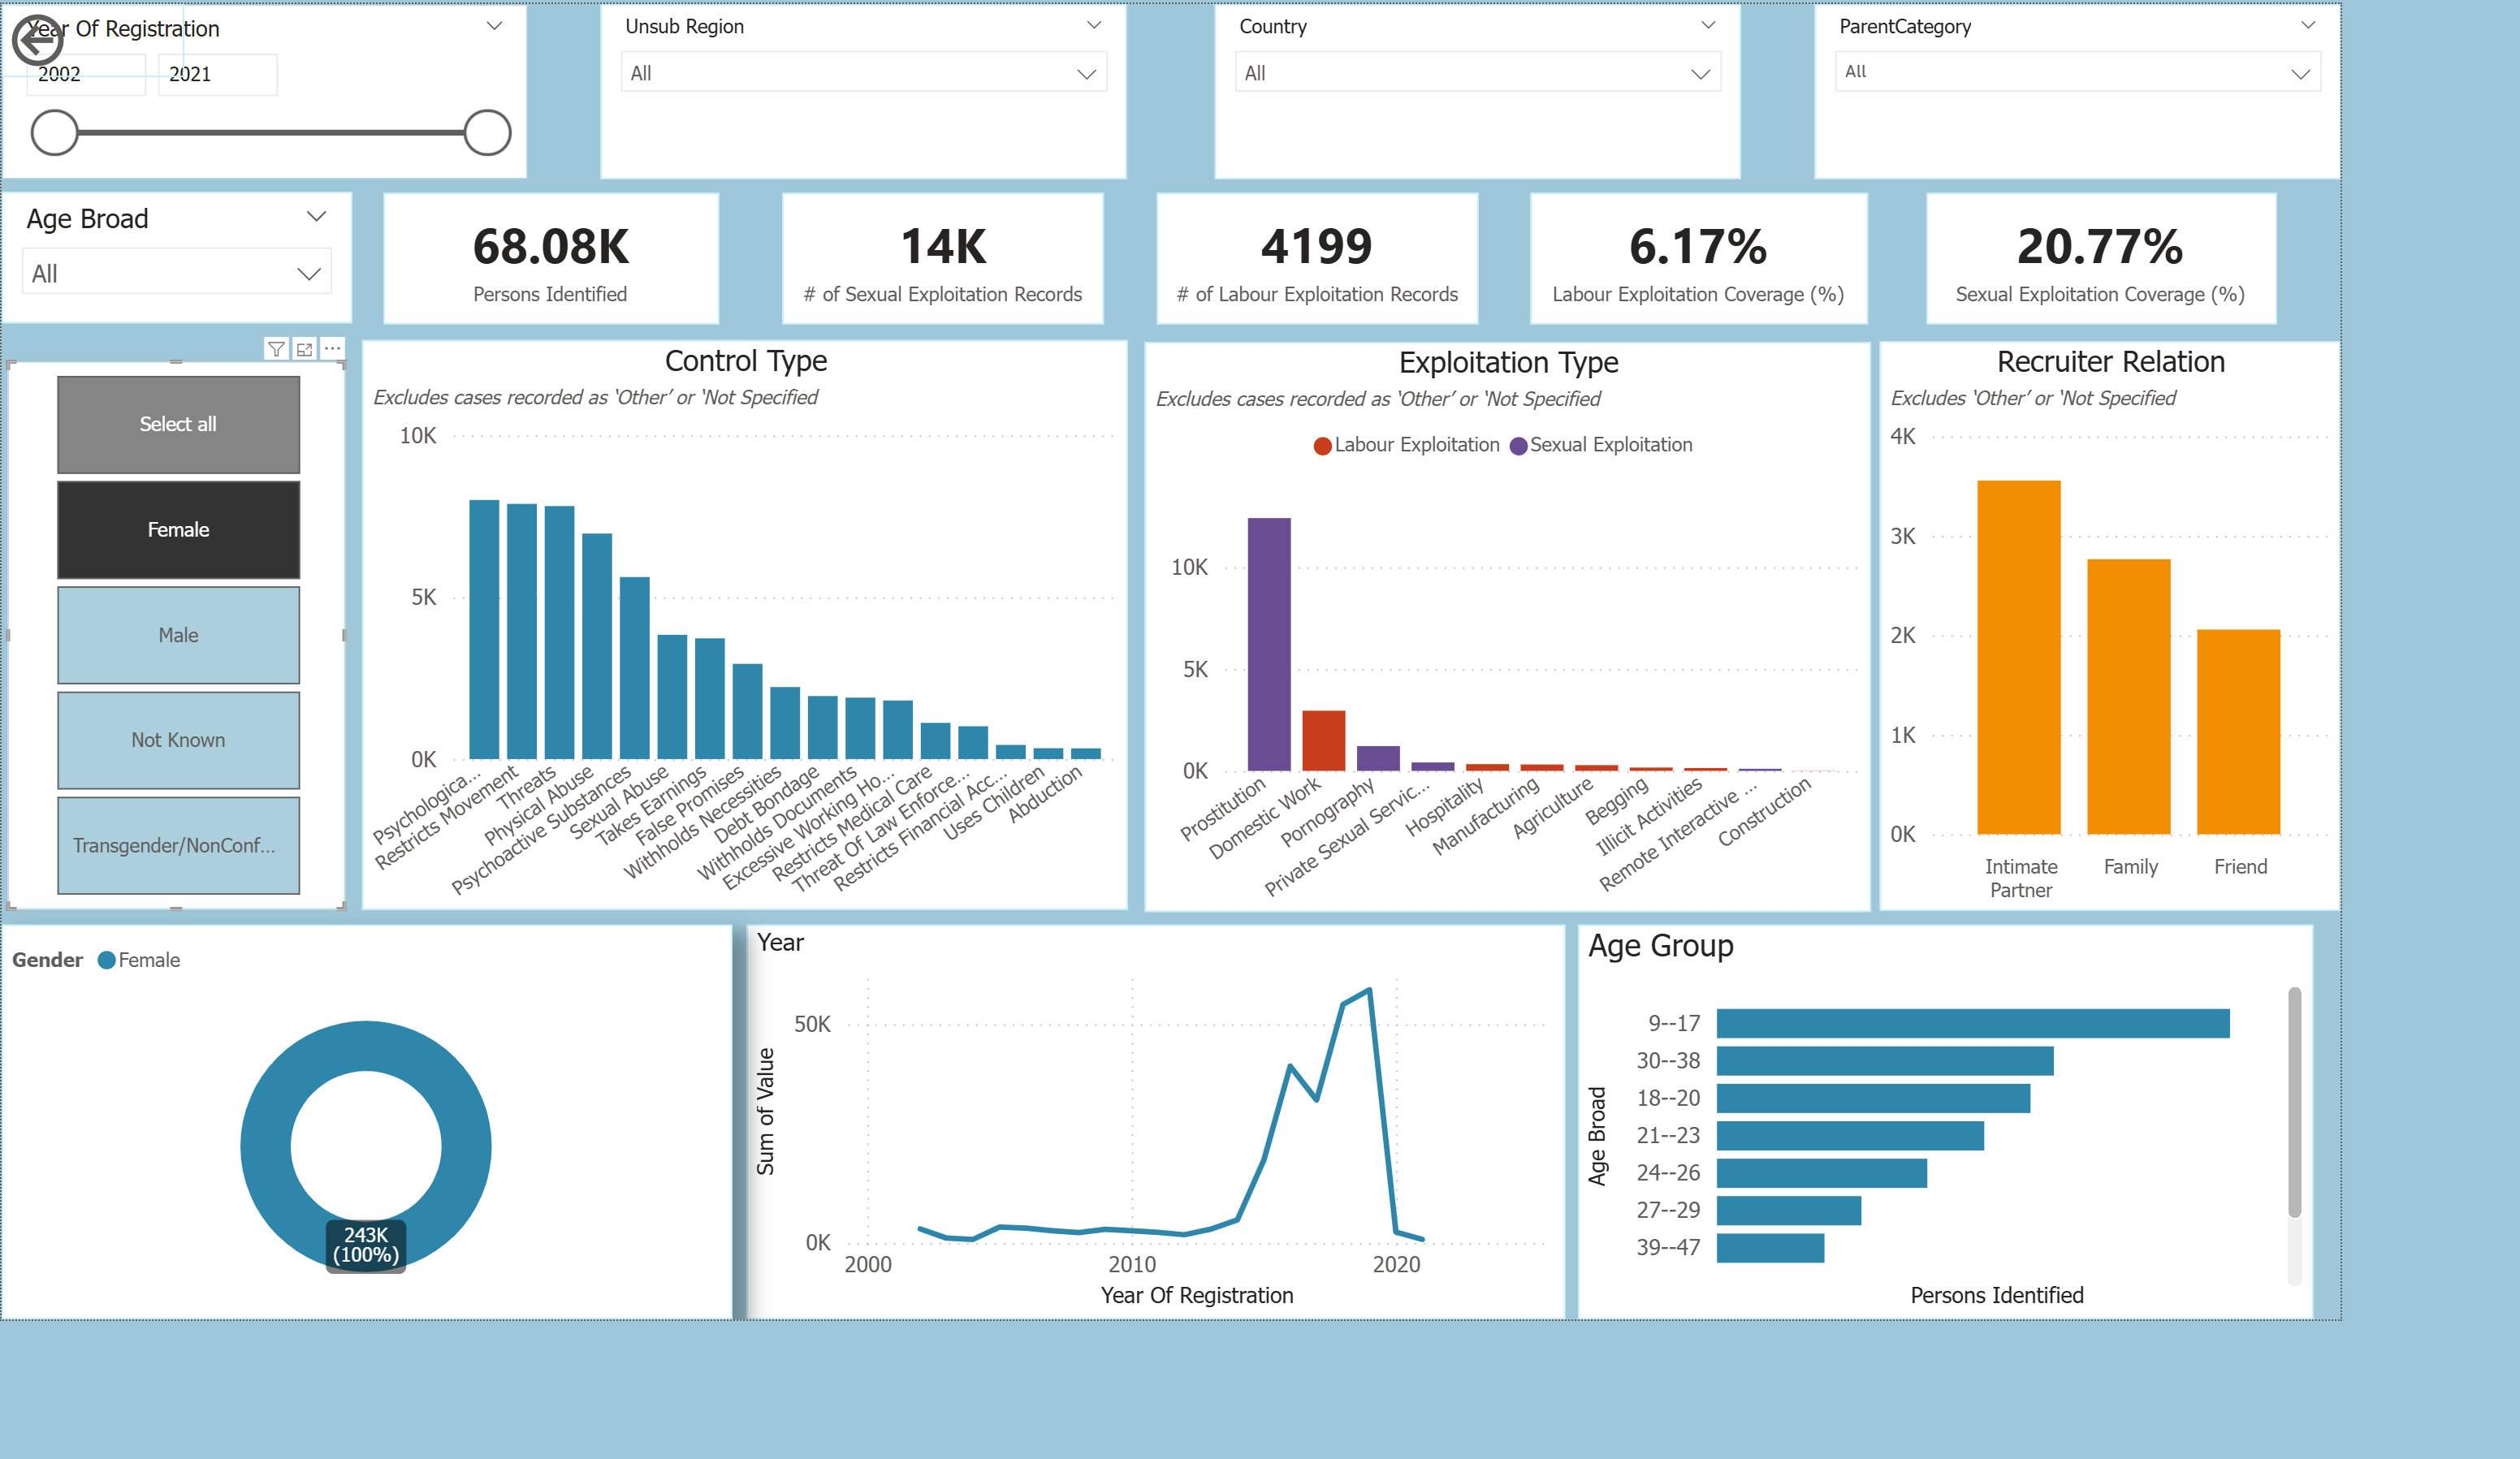 Year Of Registration
2002 2021
Unsub Region
All
Country
All
ParentCategory
All
Age Broad
All
68.08K
Persons Identified
14K
# of Sexual Exploitation Records
4199
# of Labour Exploitation Records
6.17%
Labour Exploitation Coverage (%)
20.77%
Sexual Exploitation Coverage (%)
Select all
Female
Male
Not Known
Transgender/NonConf...
Control Type
Excludes cases recorded as ‘Other’ or ‘Not Specified
10K
5K
0K
Psychologica...
Restricts Movement
Threats
Physical Abuse
Psychoactive Substances
Sexual Abuse
Takes Earnings
False Promises
Withholds Necessities
Debt Bondage
Withholds Documents
Excessive Working Ho...
Restricts Medical Care
Threat Of Law Enforce...
Restricts Financial Acc...
Uses Children
Abduction
Exploitation Type
Excludes cases recorded as ‘Other’ or ‘Not Specified
Labour Exploitation Sexual Exploitation
10K
5K
0K
Prostitution
Domestic Work
Pornography
Private Sexual Servic...
Hospitality
Manufacturing
Agriculture
Begging
Illicit Activities
Remote Interactive ...
Construction
Recruiter Relation
Excludes ‘Other’ or ‘Not Specified
4K
3K
2K
1K
0K
Intimate
Partner
Family
Friend
Gender Female
243K
(100%)
Year
Sum of Value
50K
0K
2000 2010 2020
Year Of Registration
Age Group
Age Broad
9--17
30--38
18--20
21--23
24--26
27--29
39--47
Persons Identified